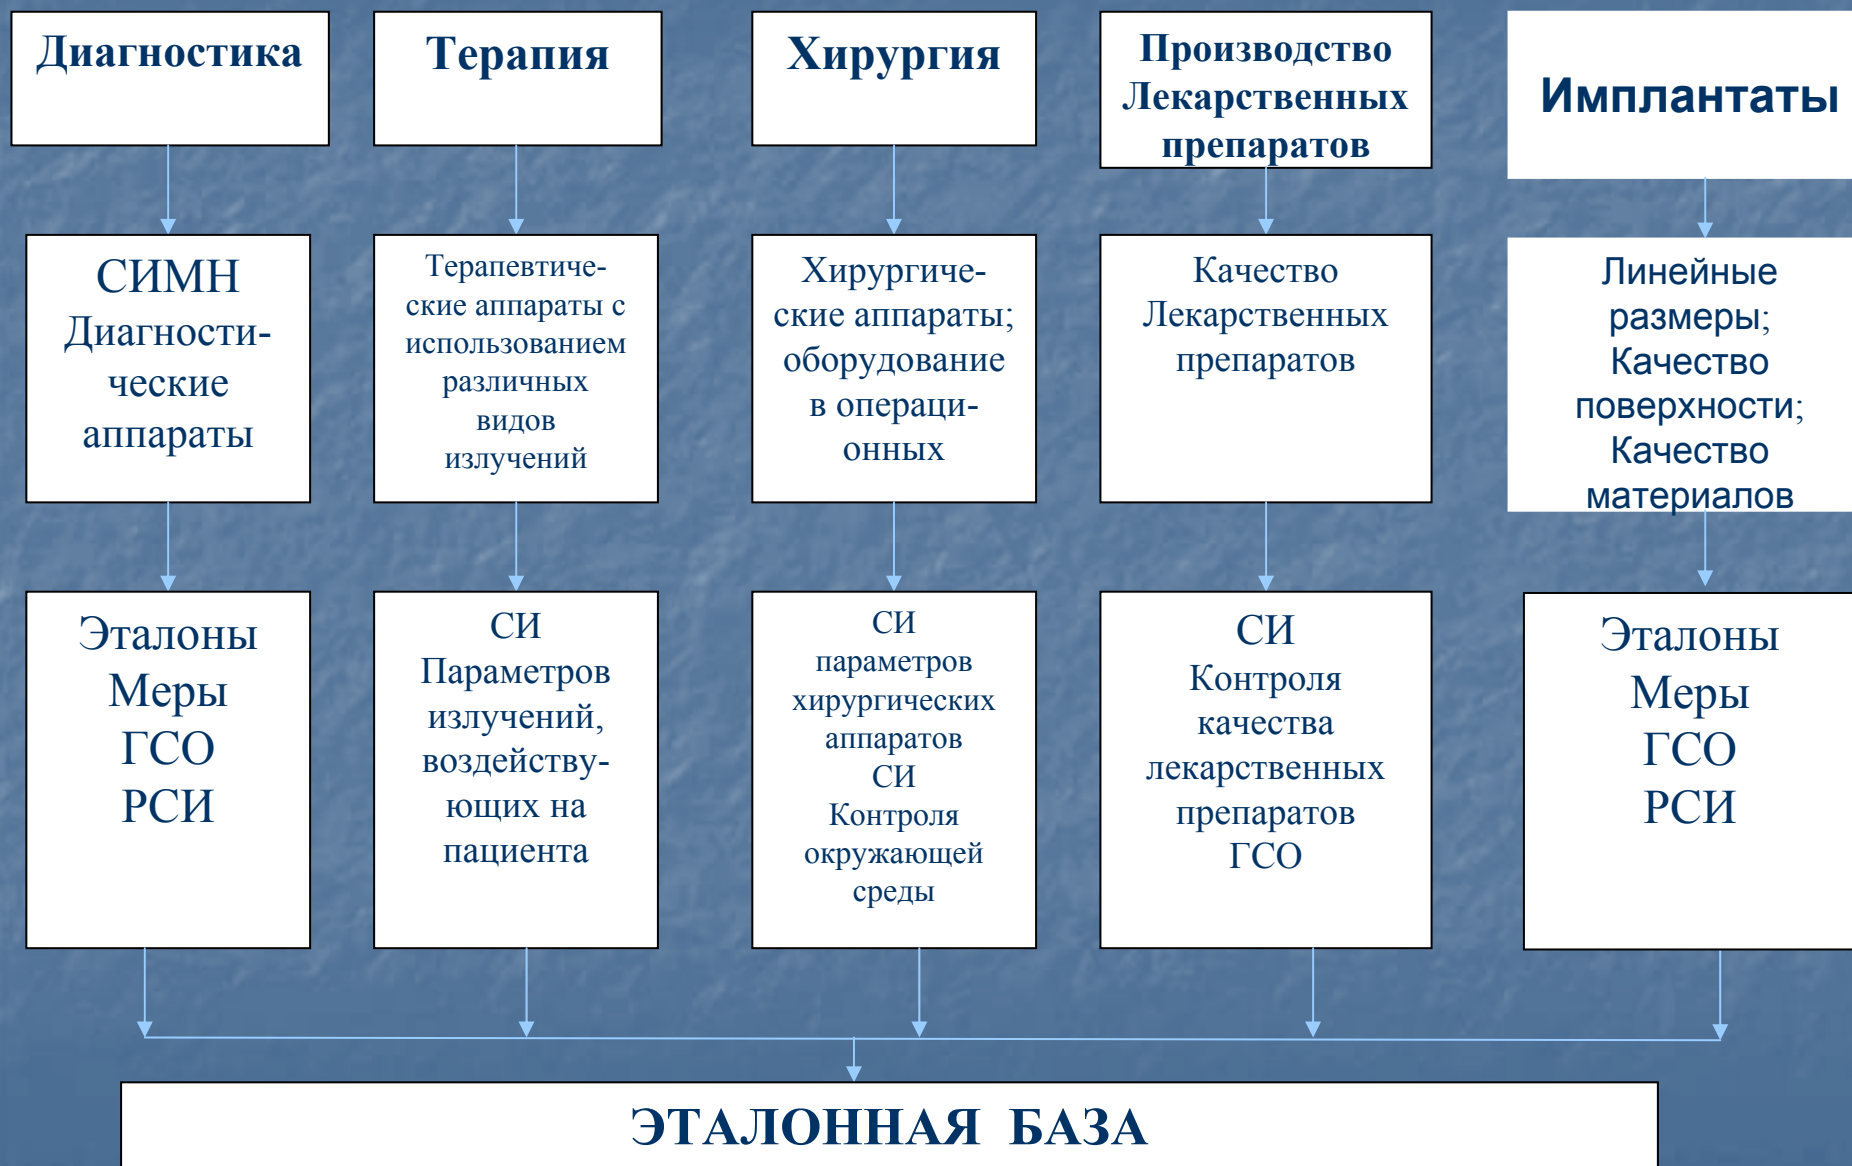 Диагностика
Терапия
Хирургия
Производство
Лекарственных
препаратов
Имплантаты
СИМН
Диагности-
ческие
аппараты
Терапевтиче-
ские аппараты с
использованием
различных
видов
излучений
Хирургиче-
ские аппараты;
оборудование
в операци-
онных
Качество
Лекарственных
препаратов
Линейные
размеры;
Качество
поверхности;
Качество
материалов
Эталоны
Меры
ГСО
РСИ
СИ
Параметров
излучений,
воздейству-
ющих на
пациента
СИ
параметров
хирургических
аппаратов
СИ
Контроля
окружающей
среды
СИ
Контроля
качества
лекарственных
препаратов
ГСО
Эталоны
Меры
ГСО
РСИ
ЭТАЛОННАЯ БАЗА